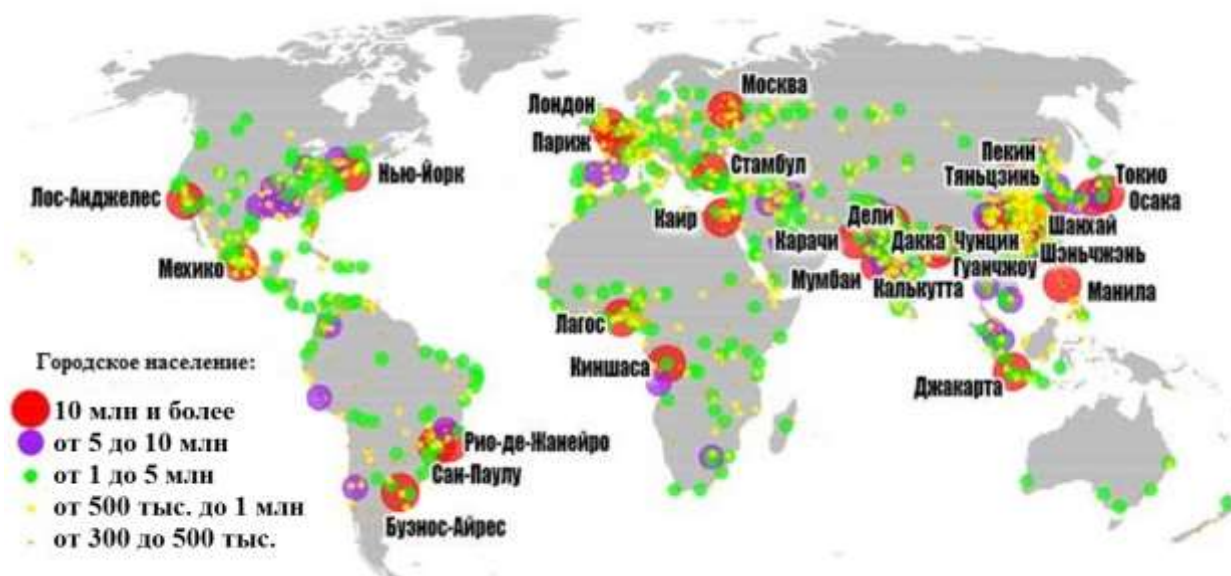 Москва
Лондон
Париж
Стамбул
Пекин
Тяньцзинь
Токио
Осака
Нью-Йорк
Лос-Анджелес
Каир
Дели
Карачи
Дакка
Чунцин
Шанхай
Шэньчжэнь
Мехико
Мумбаи
Гуанчжоу
Калькутта
Манила
Лагос
Киншаса
Джакарта
Рио-де-Жанейро
Сан-Паулу
Буэнос-Айрес
Городское население:
10 млн и более
от 5 до 10 млн
от 1 до 5 млн
от 500 тыс. до 1 млн
от 300 до 500 тыс.